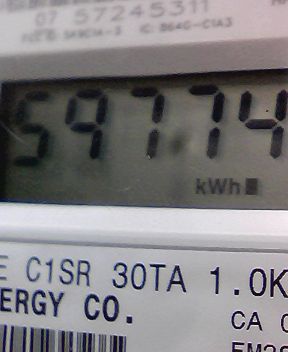 07 57245311
59774
kWh
E C1SR 30TA 1.0K
ERGY CO.
CA